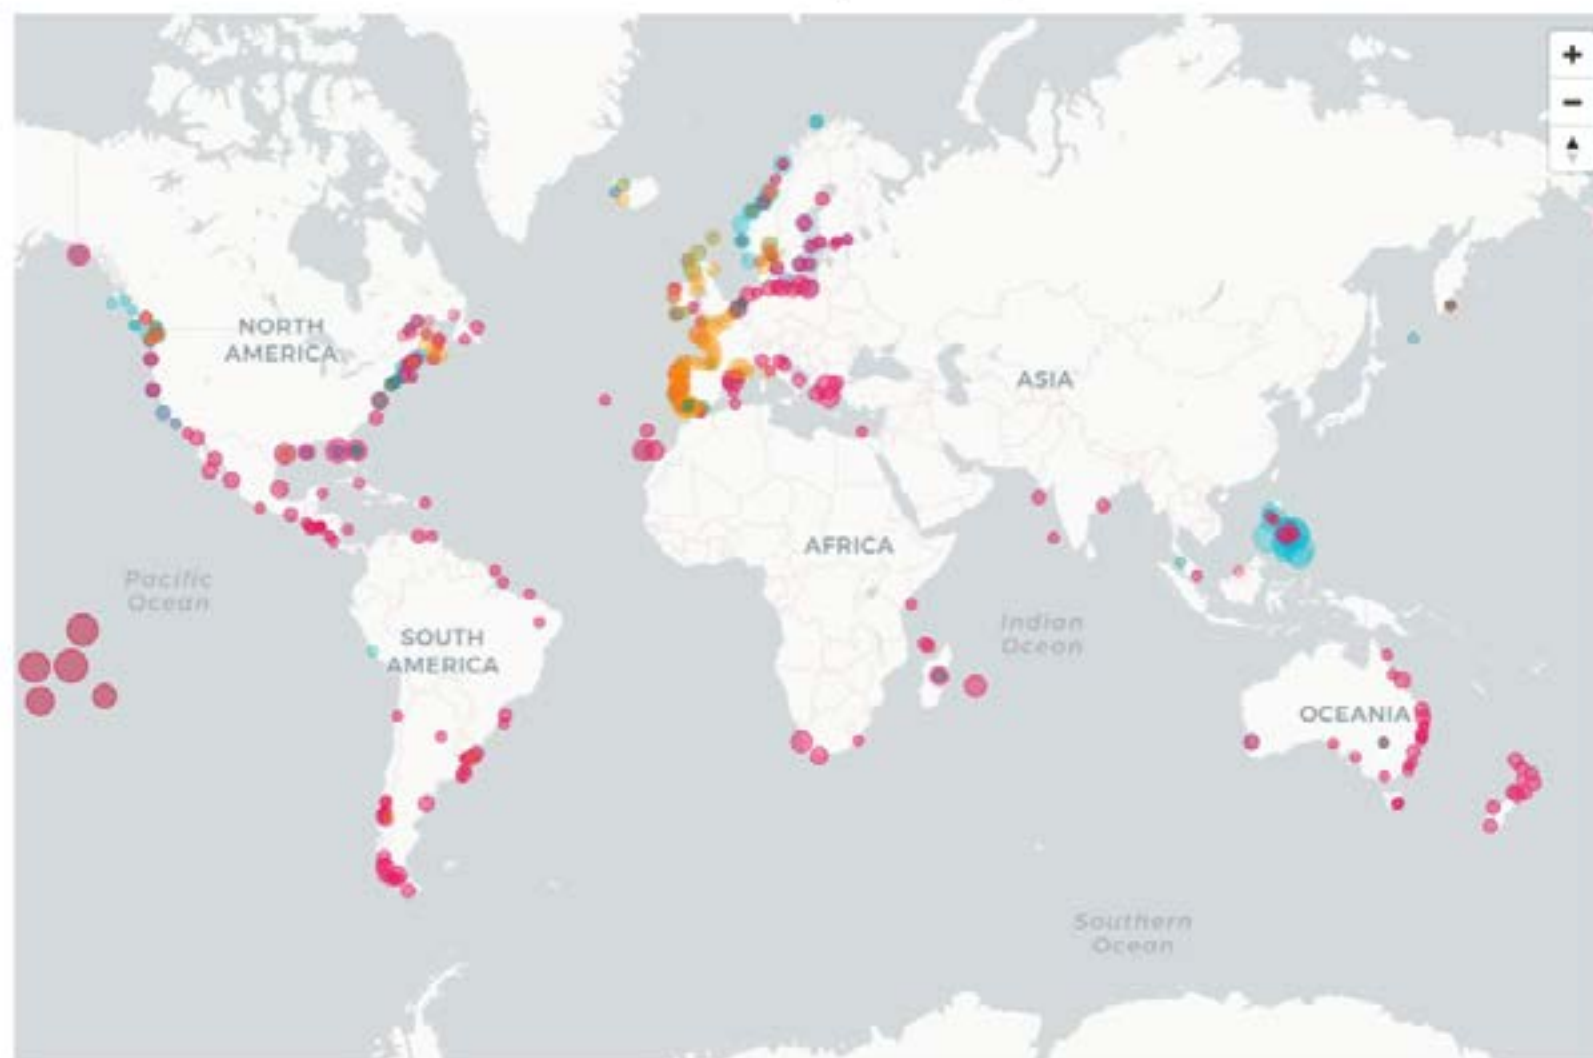 +
−
NORTH
AMERICA
ASIA
AFRICA
Pacific
Ocean
Indian
Ocean
SOUTH
AMERICA
OCEANIA
Southern
Ocean